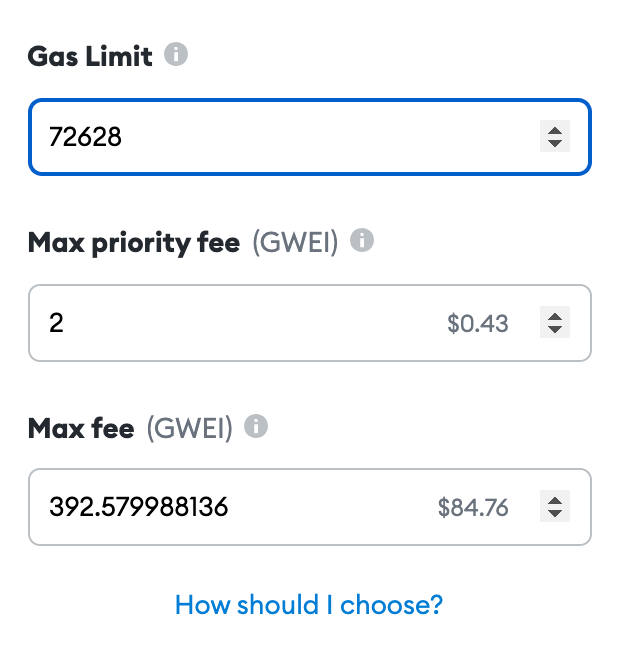 Gas Limit
72628
Max priority fee (GWEI)
2 $0.43
Max fee (GWEI)
392.579988136 $84.76
How should I choose?